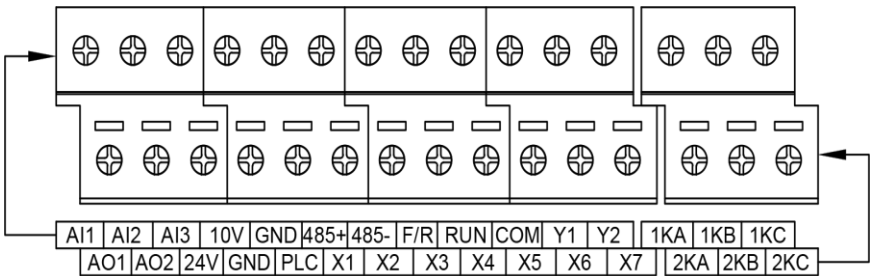 AI1 AI2 AI3 10V GND 485+ 485- F/R RUN COM Y1 Y2 1KA 1KB 1KC
AO1 AO2 24V GND PLC X1 X2 X3 X4 X5 X6 X7 2KA 2KB 2KC